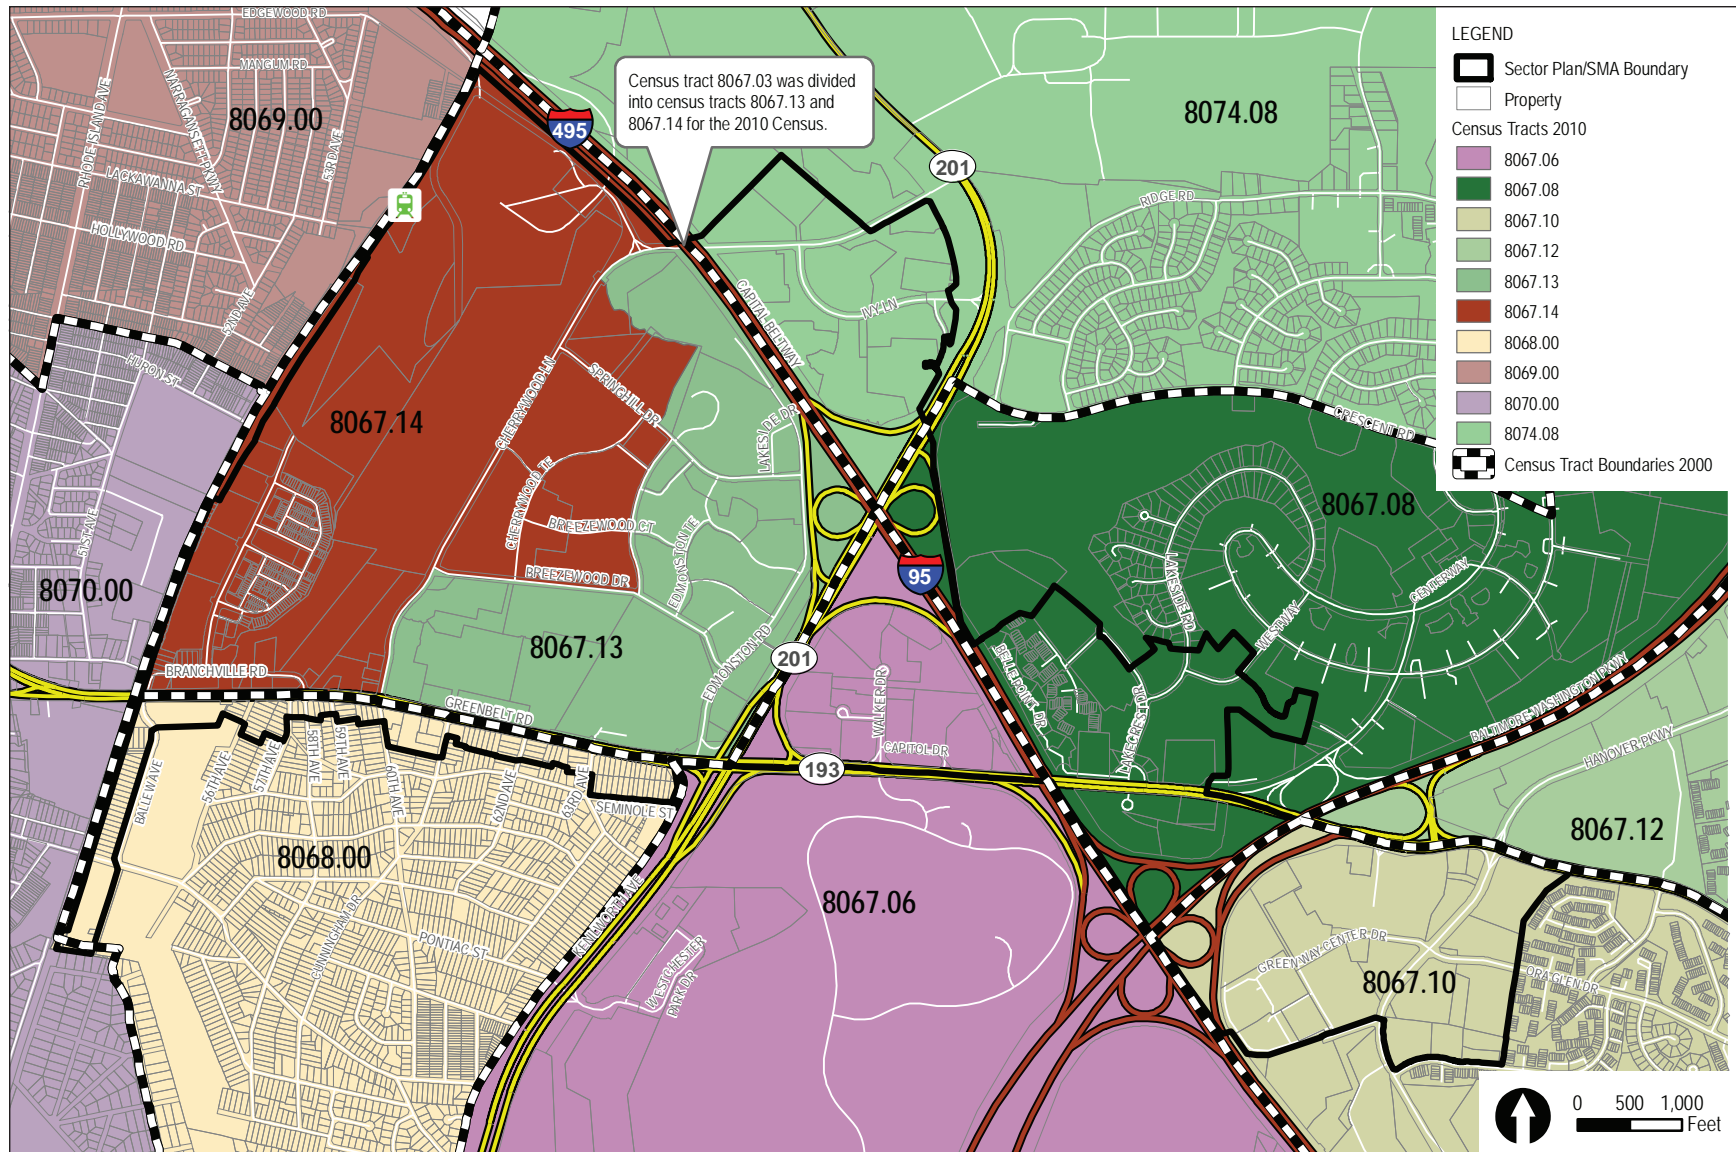 EDGEWOOD RD
MANGUM RD
RHODE ISLAND AVE
NARRAGANSETT PKWY
8069.00
53RD AVE
LACKAWANNA ST
HOLLYWOOD RD
52ND AVE
HURON ST
51ST AVE
8070.00
495
Census tract 8067.03 was divided
into census tracts 8067.13 and
8067.14 for the 2010 Census.
201
8074.08
RIDGE RD
CAPITAL BELTWAY
IVY LN
CRESCENT RD
8067.14
CHERRYWOOD LN
SPRINGHILL DR
LAKESIDE DR
CHERRYWOOD TE
BREEZEWOOD CT
BREEZEWOOD DR
EDMONSTON TE
EDMONSTON RD
8067.13
BRANCHVILLE RD
GREENBELT RD
95
201
8067.08
LAKESIDE RD
WESTWAY
CENTERWAY
BELLE POINT DR
LAKECREST DR
BALTIMORE-WASHINGTON PKWY
HANOVER PKWY
WALKER DR
CAPITOL DR
193
BALLEW AVE
56TH AVE
57TH AVE
58TH AVE
59TH AVE
60TH AVE
62ND AVE
63RD AVE
SEMINOLE ST
8068.00
CUNNINGHAM DR
PONTIAC ST
KENILWORTH AVE
WESTCHESTER
PARK DR
8067.06
8067.12
GREENWAY CENTER DR
8067.10
ORA GLEN DR
LEGEND
Sector Plan/SMA Boundary
Property
Census Tracts 2010
8067.06
8067.08
8067.10
8067.12
8067.13
8067.14
8068.00
8069.00
8070.00
8074.08
Census Tract Boundaries 2000
0 500 1,000
Feet